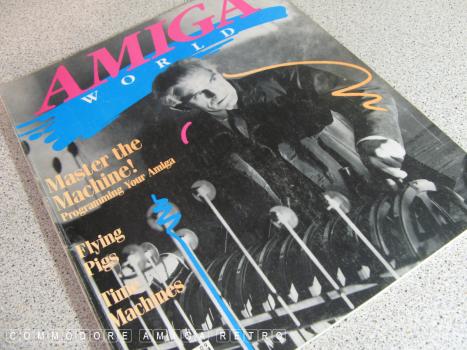 AMIGA
WORLD
Master the
Machine!
Programming Your Amiga
Flying
Pigs
Time
Machines
COMMODORE AMIGA RETRO